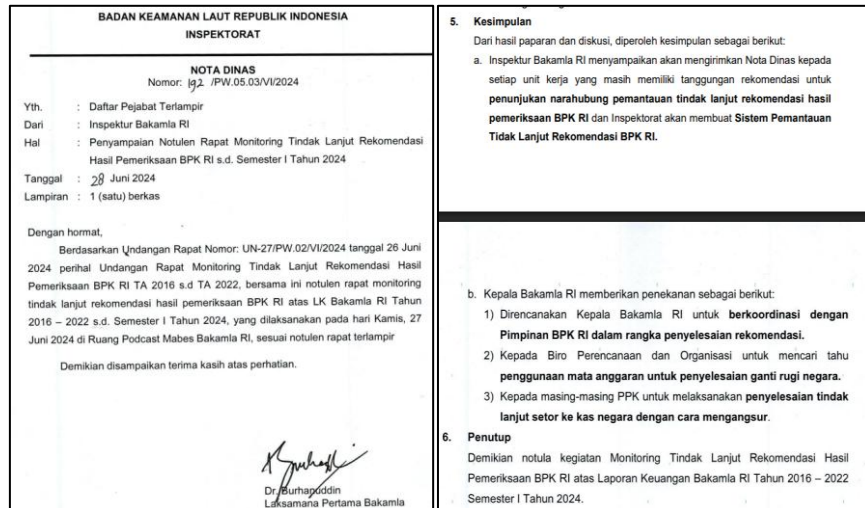 BADAN KEAMANAN LAUT REPUBLIK INDONESIA
INSPEKTORAT
NOTA DINAS
Nomor: 192 /PW.05.03/VI/2024
Yth. : Daftar Pejabat Terlampir
Dari : Inspektur Bakamla RI
Hal : Penyampaian Notulen Rapat Monitoring Tindak Lanjut Rekomendasi
Hasil Pemeriksaan BPK RI s.d. Semester I Tahun 2024
Tanggal : 28 Juni 2024
Lampiran : 1 (satu) berkas
Dengan hormat,
Berdasarkan Undangan Rapat Nomor: UN-27/PW.02/VI/2024 tanggal 26 Juni
2024 perihal Undangan Rapat Monitoring Tindak Lanjut Rekomendasi Hasil
Pemeriksaan BPK RI TA 2016 s.d TA 2022, bersama ini notulen rapat monitoring
tindak lanjut rekomendasi hasil pemeriksaan BPK RI atas LK Bakamla RI Tahun
2016 – 2022 s.d. Semester I Tahun 2024, yang dilaksanakan pada hari Kamis, 27
Juni 2024 di Ruang Podcast Mabes Bakamla RI, sesuai notulen rapat terlampir
Demikian disampaikan terima kasih atas perhatian.
Dr. Burhanuddin
Laksamana Pertama Bakamla
5. Kesimpulan
Dari hasil paparan dan diskusi, diperoleh kesimpulan sebagai berikut:
a. Inspektur Bakamla RI menyampaikan akan mengirimkan Nota Dinas kepada
setiap unit kerja yang masih memiliki tanggungan rekomendasi untuk
penunjukan narahubung pemantauan tindak lanjut rekomendasi hasil
pemeriksaan BPK RI dan Inspektorat akan membuat Sistem Pemantauan
Tidak Lanjut Rekomendasi BPK RI.
b. Kepala Bakamla RI memberikan penekanan sebagai berikut:
1) Direncanakan Kepala Bakamla RI untuk berkoordinasi dengan
Pimpinan BPK RI dalam rangka penyelesaian rekomendasi.
2) Kepada Biro Perencanaan dan Organisasi untuk mencari tahu
penggunaan mata anggaran untuk penyelesaian ganti rugi negara.
3) Kepada masing-masing PPK untuk melaksanakan penyelesaian tindak
lanjut setor ke kas negara dengan cara mengangsur.
6. Penutup
Demikian notula kegiatan Monitoring Tindak Lanjut Rekomendasi Hasil
Pemeriksaan BPK RI atas Laporan Keuangan Bakamla RI Tahun 2016 – 2022
Semester I Tahun 2024.